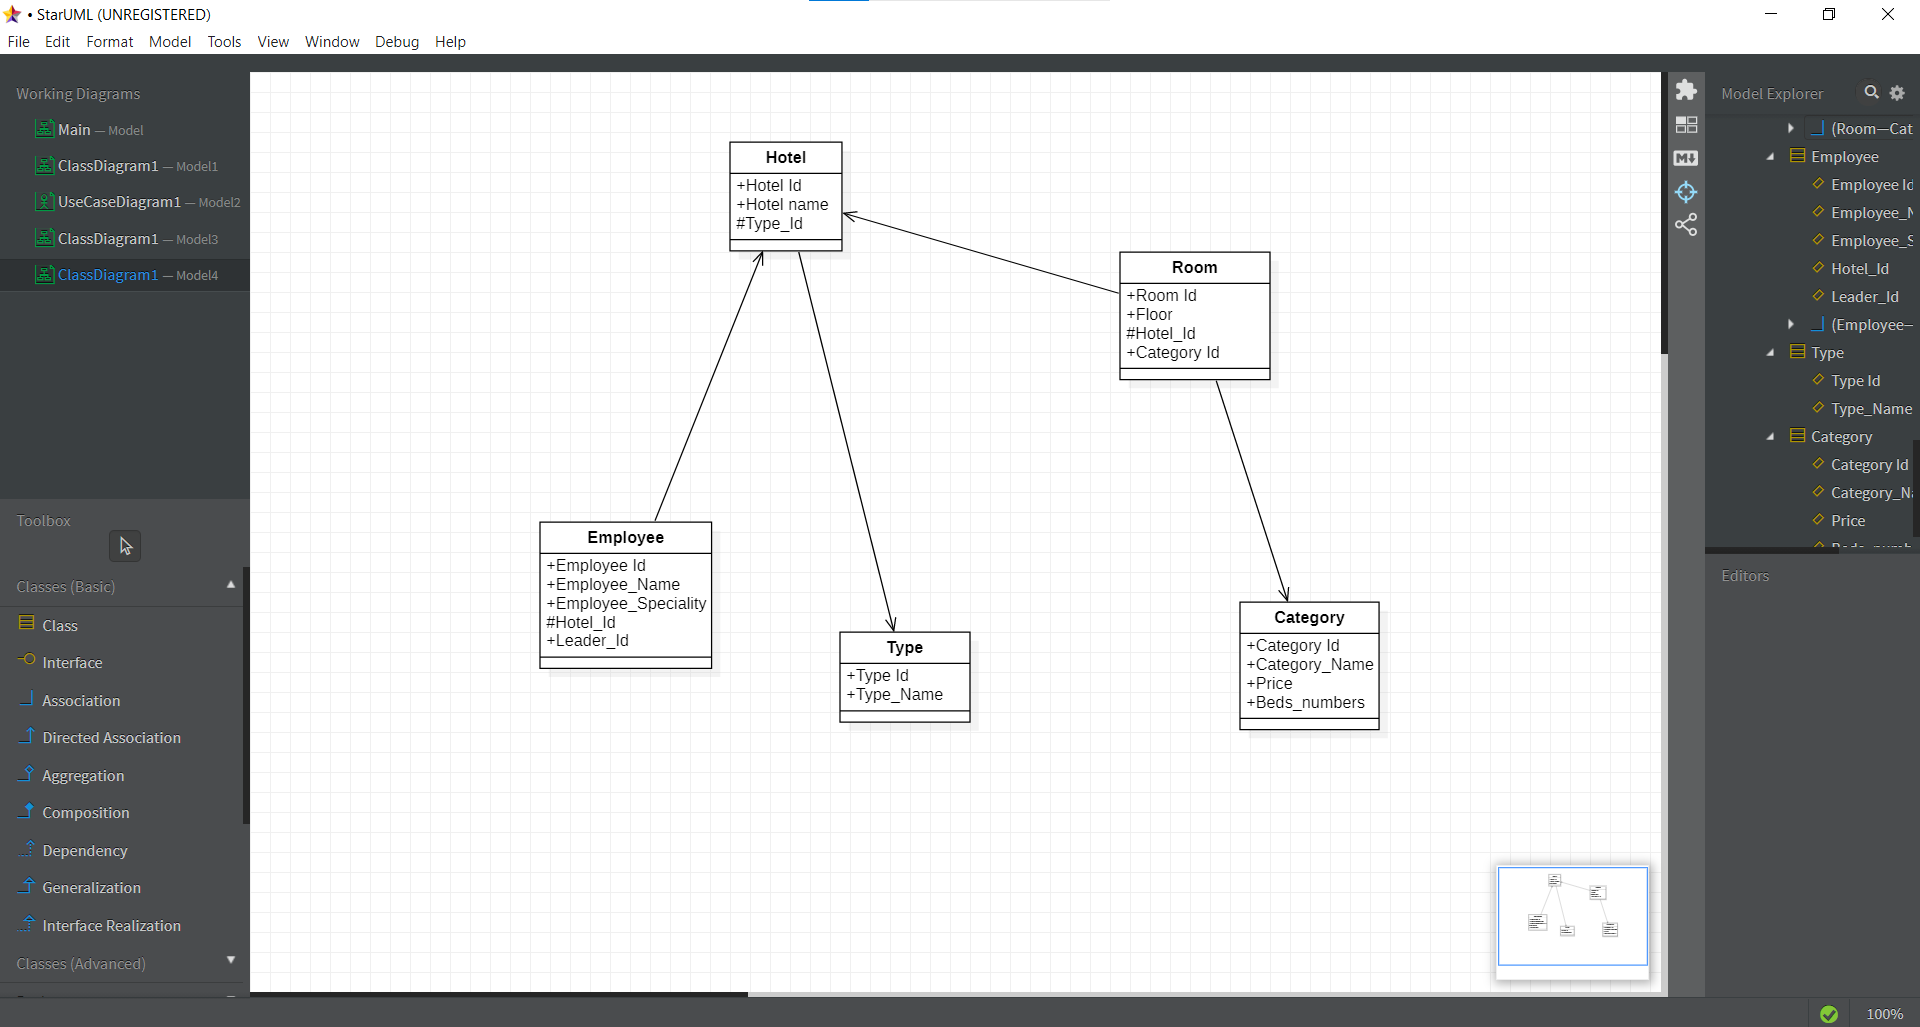 • StarUML (UNREGISTERED)
File Edit Format Model Tools View Window Debug Help
Working Diagrams
Main — Model
ClassDiagram1 — Model1
UseCaseDiagram1 — Model2
ClassDiagram1 — Model3
ClassDiagram1 — Model4
Toolbox
Classes (Basic)
Class
Interface
Association
Directed Association
Aggregation
Composition
Dependency
Generalization
Interface Realization
Classes (Advanced)
Hotel
+Hotel Id
+Hotel name
#Type_Id
Room
+Room Id
+Floor
#Hotel_Id
+Category Id
Employee
+Employee Id
+Employee_Name
+Employee_Speciality
#Hotel_Id
+Leader_Id
Type
+Type Id
+Type_Name
Category
+Category Id
+Category_Name
+Price
+Beds_numbers
M
Model Explorer
(Room—Cat
Employee
Employee Id
Employee_N
Employee_S
Hotel_Id
Leader_Id
(Employee—
Type
Type Id
Type_Name
Category
Category Id
Category_Na
Price
Beds_numb
Editors
100%